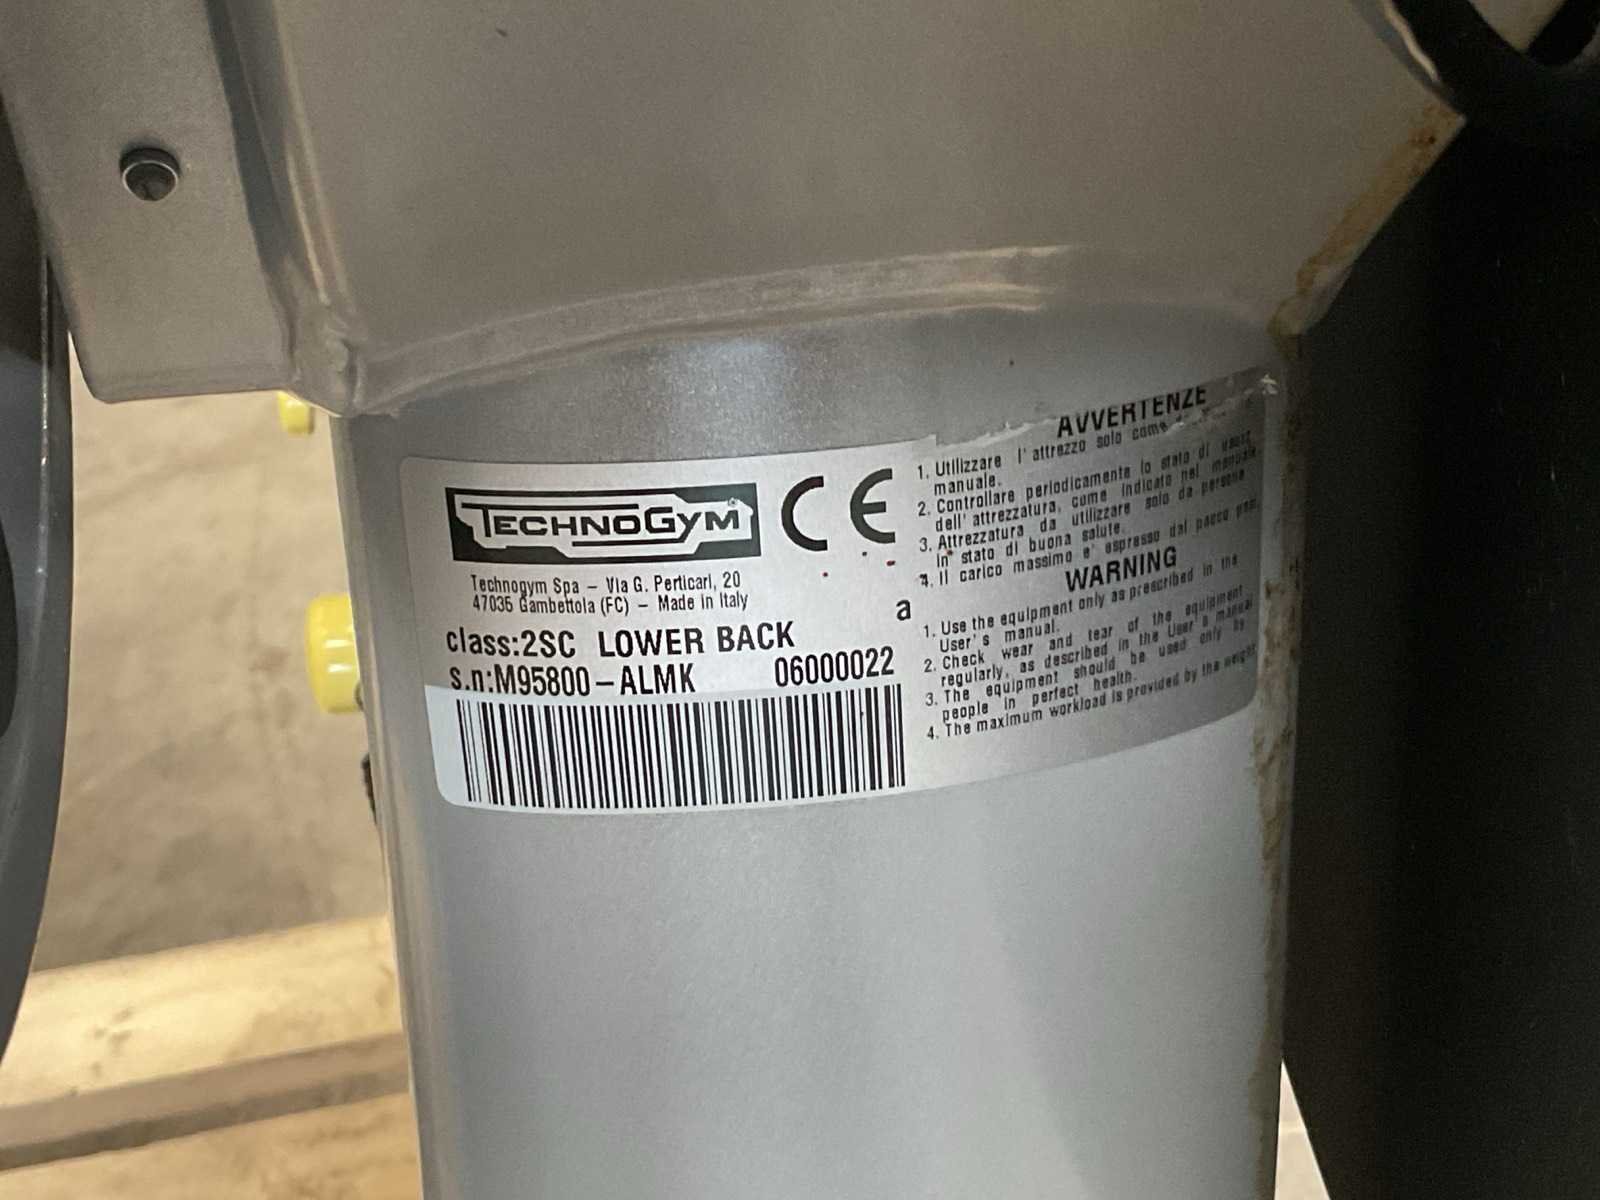 TECHNOGYM
CE
Technogym Spa – Via G. Perticari, 20
47035 Gambettola (FC) – Made in Italy
a
class:2SC LOWER BACK
s.n:M95800-ALMK 06000022
AVVERTENZE
1. Utilizzare l'attrezzo solo come
manuale.
2. Controllare periodicamente lo stato di usura
dell'attrezzatura, come indicato nel manuale.
3. Attrezzatura da utilizzare solo da persone
in stato di buona salute.
4. Il carico massimo e' espresso dal pacco pesi.
WARNING
1. Use the equipment only as prescribed in the
User's manual.
2. Check wear and tear of the equipment
regularly, as described in the User's manual
3. The equipment should be used only by
people in perfect health.
4. The maximum workload is provided by the weight